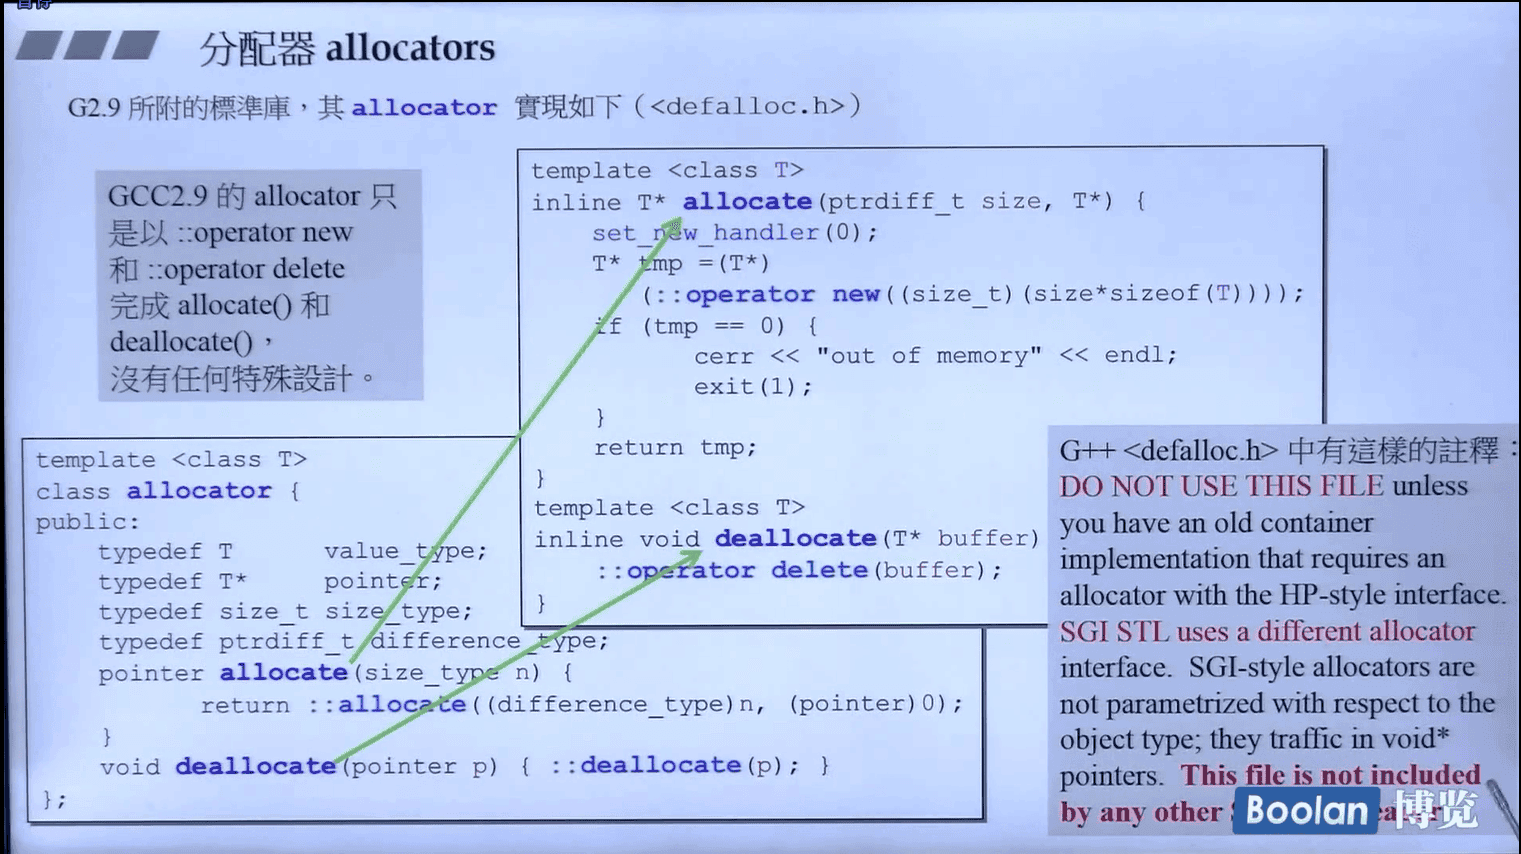 暂停
分配器 allocators
G2.9 所附的標準庫，其 allocator 實現如下（<defalloc.h>）
GCC2.9 的 allocator 只
是以 ::operator new
和 ::operator delete
完成 allocate() 和
deallocate()，
沒有任何特殊設計。
template <class T>
inline T* allocate(ptrdiff_t size, T*) {
set_new_handler(0);
T* tmp =(T*)
(::operator new((size_t)(size*sizeof(T))));
if (tmp == 0) {
cerr << "out of memory" << endl;
exit(1);
}
return tmp;
}
template <class T>
inline void deallocate(T* buffer)
::operator delete(buffer);
}
template <class T>
class allocator {
public:
typedef T value_type;
typedef T* pointer;
typedef size_t size_type;
typedef ptrdiff_t difference_type;
pointer allocate(size_type n) {
return ::allocate((difference_type)n, (pointer)0);
}
void deallocate(pointer p) { ::deallocate(p); }
};
G++ <defalloc.h> 中有這樣的註釋：
DO NOT USE THIS FILE unless
you have an old container
implementation that requires an
allocator with the HP-style interface.
SGI STL uses a different allocator
interface. SGI-style allocators are
not parametrized with respect to the
object type; they traffic in void*
pointers. This file is not included
by any other
Boolan 博览